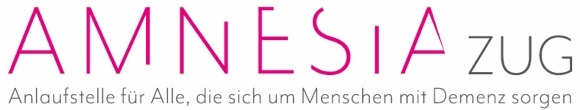 AMNESiA ZUG
Anlaufstelle für Alle, die sich um Menschen mit Demenz sorgen